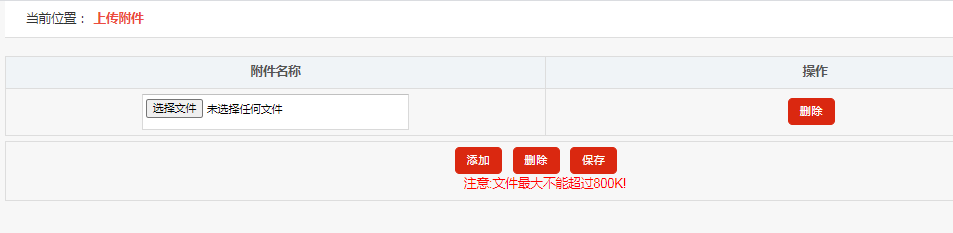 当前位置： 上传附件
附件名称 操作
选择文件 未选择任何文件 删除
添加 删除 保存
注意:文件最大不能超过800K!